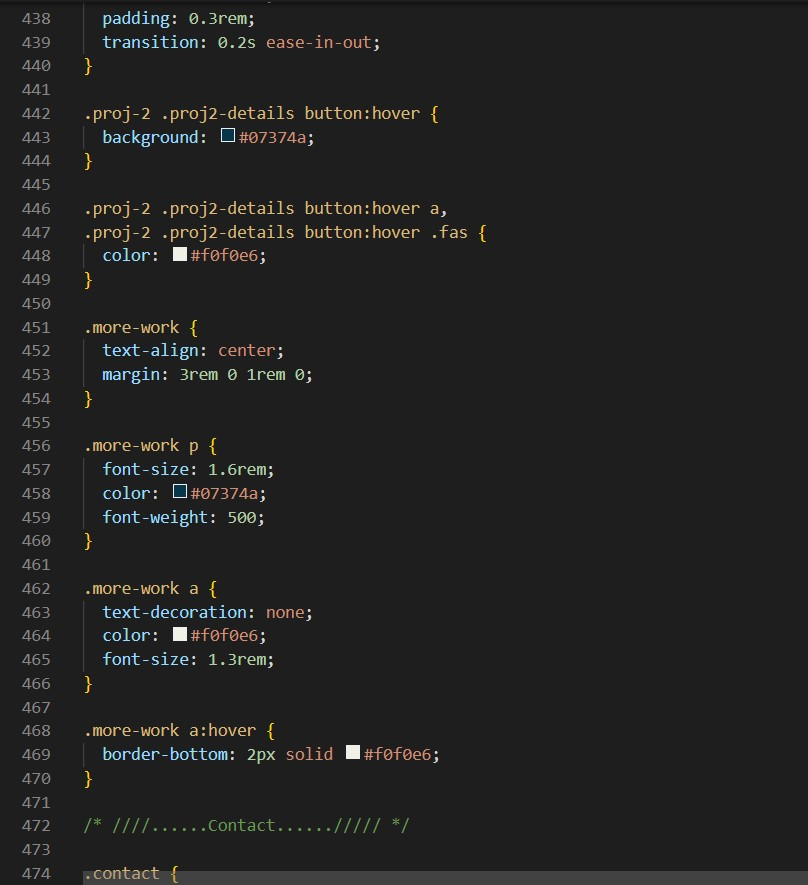 438 padding: 0.3rem;
439 transition: 0.2s ease-in-out;
440 }
441
442 .proj-2 .proj2-details button:hover {
443 background: #07374a;
444 }
445
446 .proj-2 .proj2-details button:hover a,
447 .proj-2 .proj2-details button:hover .fas {
448 color: #f0f0e6;
449 }
450
451 .more-work {
452 text-align: center;
453 margin: 3rem 0 1rem 0;
454 }
455
456 .more-work p {
457 font-size: 1.6rem;
458 color: #07374a;
459 font-weight: 500;
460 }
461
462 .more-work a {
463 text-decoration: none;
464 color: #f0f0e6;
465 font-size: 1.3rem;
466 }
467
468 .more-work a:hover {
469 border-bottom: 2px solid #f0f0e6;
470 }
471
472 /* ////......Contact......///// */
473
474 .contact {